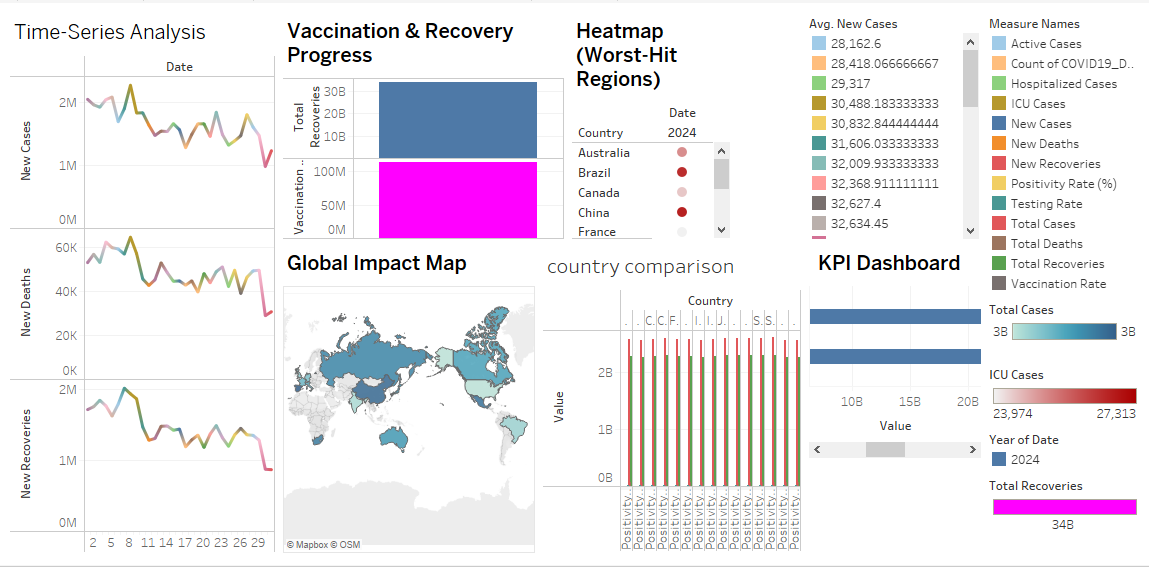 Time-Series Analysis
Date
New Cases
2M
1M
0M
New Deaths
60K
40K
20K
0K
New Recoveries
2M
1M
0M
2 5 8 11 14 17 20 23 26 29
Vaccination & Recovery
Progress
Total
Recoveries
30B
20B
10B
Vaccination ..
100M
50M
0M
Heatmap
(Worst-Hit
Regions)
Date
Country 2024
Australia
Brazil
Canada
China
France
Global Impact Map
© Mapbox © OSM
country comparison
Country
. . C.. C.. F.. . I.. I.. J.. . . S.. S.. . .
Value
2B
1B
0B
Positivity.. Positivity.. Positivity.. Positivity.. Positivity.. Positivity.. Positivity.. Positivity.. Positivity.. Positivity.. Positivity.. Positivity.. Positivity.. Positivity.. Positivity..
KPI Dashboard
10B 15B 20B
Value
Avg. New Cases
28,162.6
28,418.066666667
29,317
30,488.183333333
30,832.844444444
31,606.033333333
32,009.933333333
32,368.911111111
32,627.4
32,634.45
Measure Names
Active Cases
Count of COVID19_D..
Hospitalized Cases
ICU Cases
New Cases
New Deaths
New Recoveries
Positivity Rate (%)
Testing Rate
Total Cases
Total Deaths
Total Recoveries
Vaccination Rate
Total Cases
3B 3B
ICU Cases
23,974 27,313
Year of Date
2024
Total Recoveries
34B